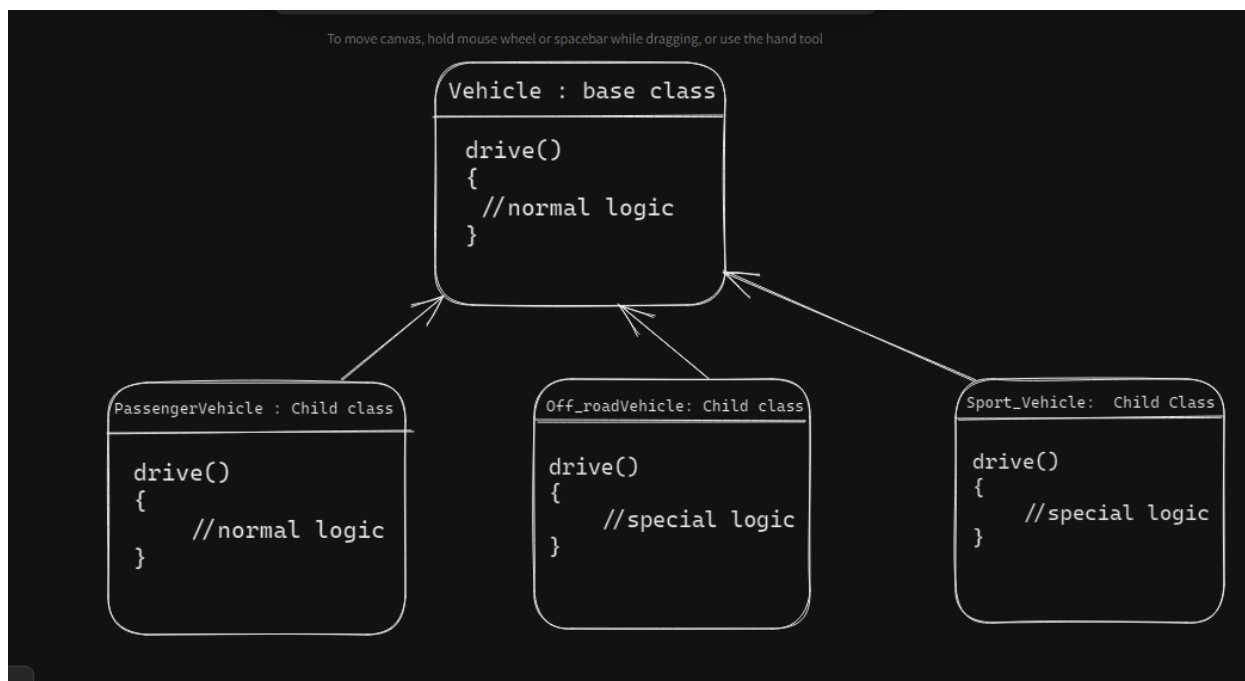 To move canvas, hold mouse wheel or spacebar while dragging, or use the hand tool
Vehicle : base class
drive()
{
//normal logic
}
PassengerVehicle : Child class
drive()
{
//normal logic
}
Off_roadVehicle: Child class
drive()
{
//special logic
}
Sport_Vehicle: Child Class
drive()
{
//special logic
}